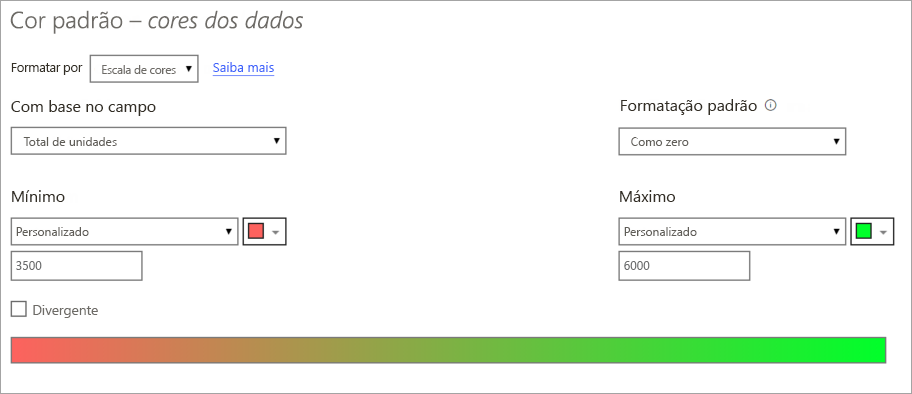 Cor padrão – cores dos dados
Formatar por Escala de cores Saiba mais
Com base no campo Formatação padrão
Total de unidades Como zero
Mínimo Máximo
Personalizado Personalizado
3500 6000
Divergente